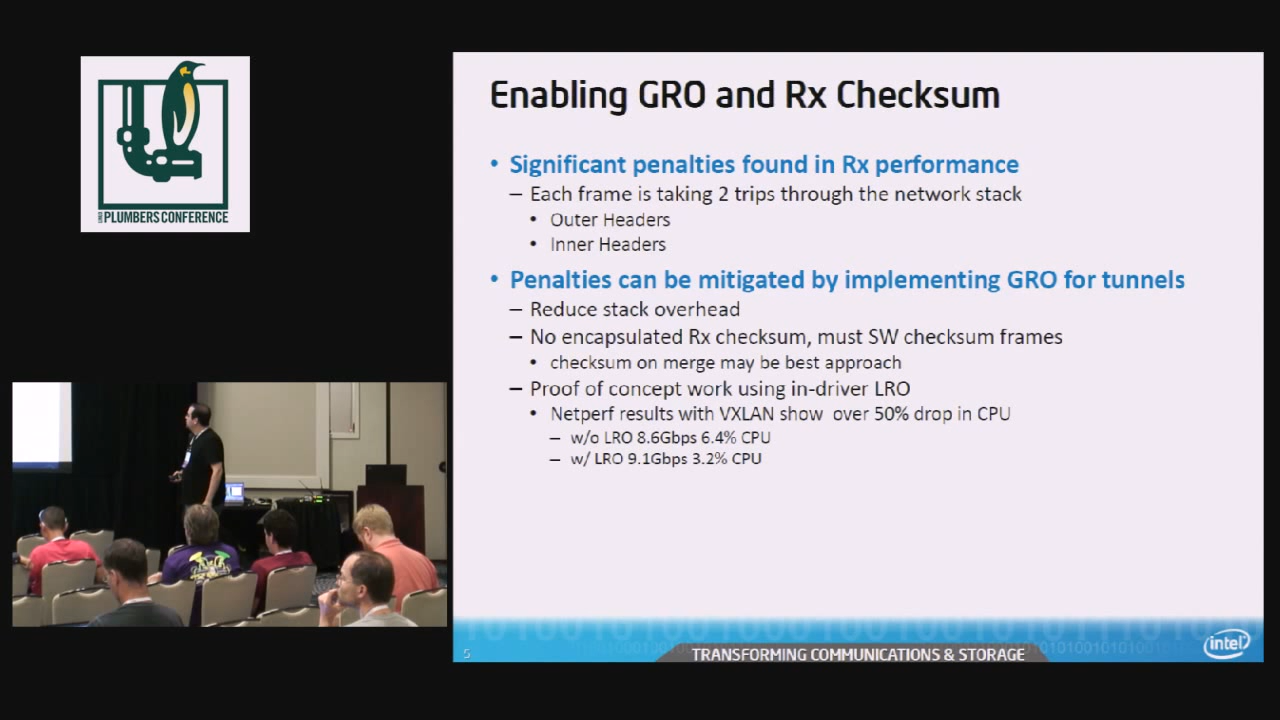 LINUX PLUMBERS CONFERENCE
Enabling GRO and Rx Checksum
• Significant penalties found in Rx performance
– Each frame is taking 2 trips through the network stack
• Outer Headers
• Inner Headers
• Penalties can be mitigated by implementing GRO for tunnels
– Reduce stack overhead
– No encapsulated Rx checksum, must SW checksum frames
• checksum on merge may be best approach
– Proof of concept work using in-driver LRO
• Netperf results with VXLAN show over 50% drop in CPU
– w/o LRO 8.6Gbps 6.4% CPU
– w/ LRO 9.1Gbps 3.2% CPU
5
TRANSFORMING COMMUNICATIONS & STORAGE
intel